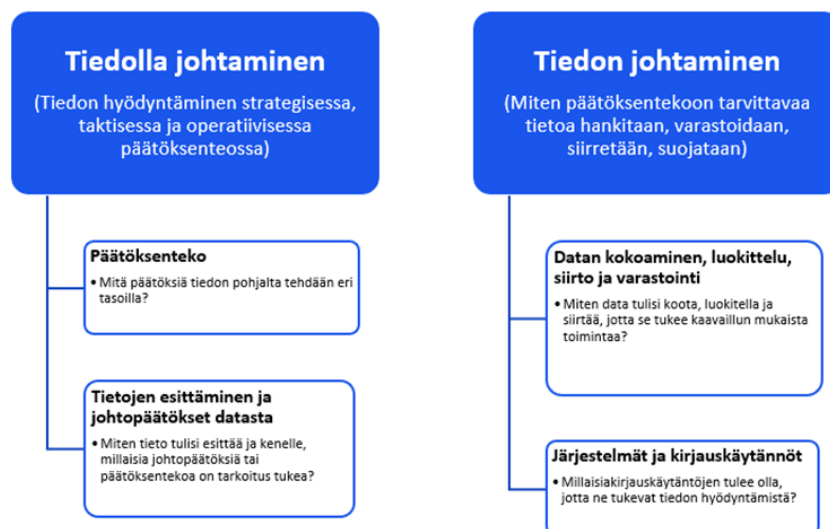 Tiedolla johtaminen
(Tiedon hyödyntäminen strategisessa,
taktisessa ja operatiivisessa
päätöksenteossa)
Päätöksenteko
• Mitä päätöksiä tiedon pohjalta tehdään eri
tasoilla?
Tietojen esittäminen ja
johtopäätökset datasta
• Miten tieto tulisi esittää ja kenelle,
millaisia johtopäätöksiä tai
päätöksentekoa on tarkoitus tukea?
Tiedon johtaminen
(Miten päätöksentekoon tarvittavaa
tietoa hankitaan, varastoidaan,
siirretään, suojataan)
Datan kokoaminen, luokittelu,
siirto ja varastointi
• Miten data tulisi koota, luokitella ja
siirtää, jotta se tukee kaavaillun mukaista
toimintaa?
Järjestelmät ja kirjauskäytännöt
• Millaisiakirjauskäytäntöjen tulee olla,
jotta ne tukevat tiedon hyödyntämistä?